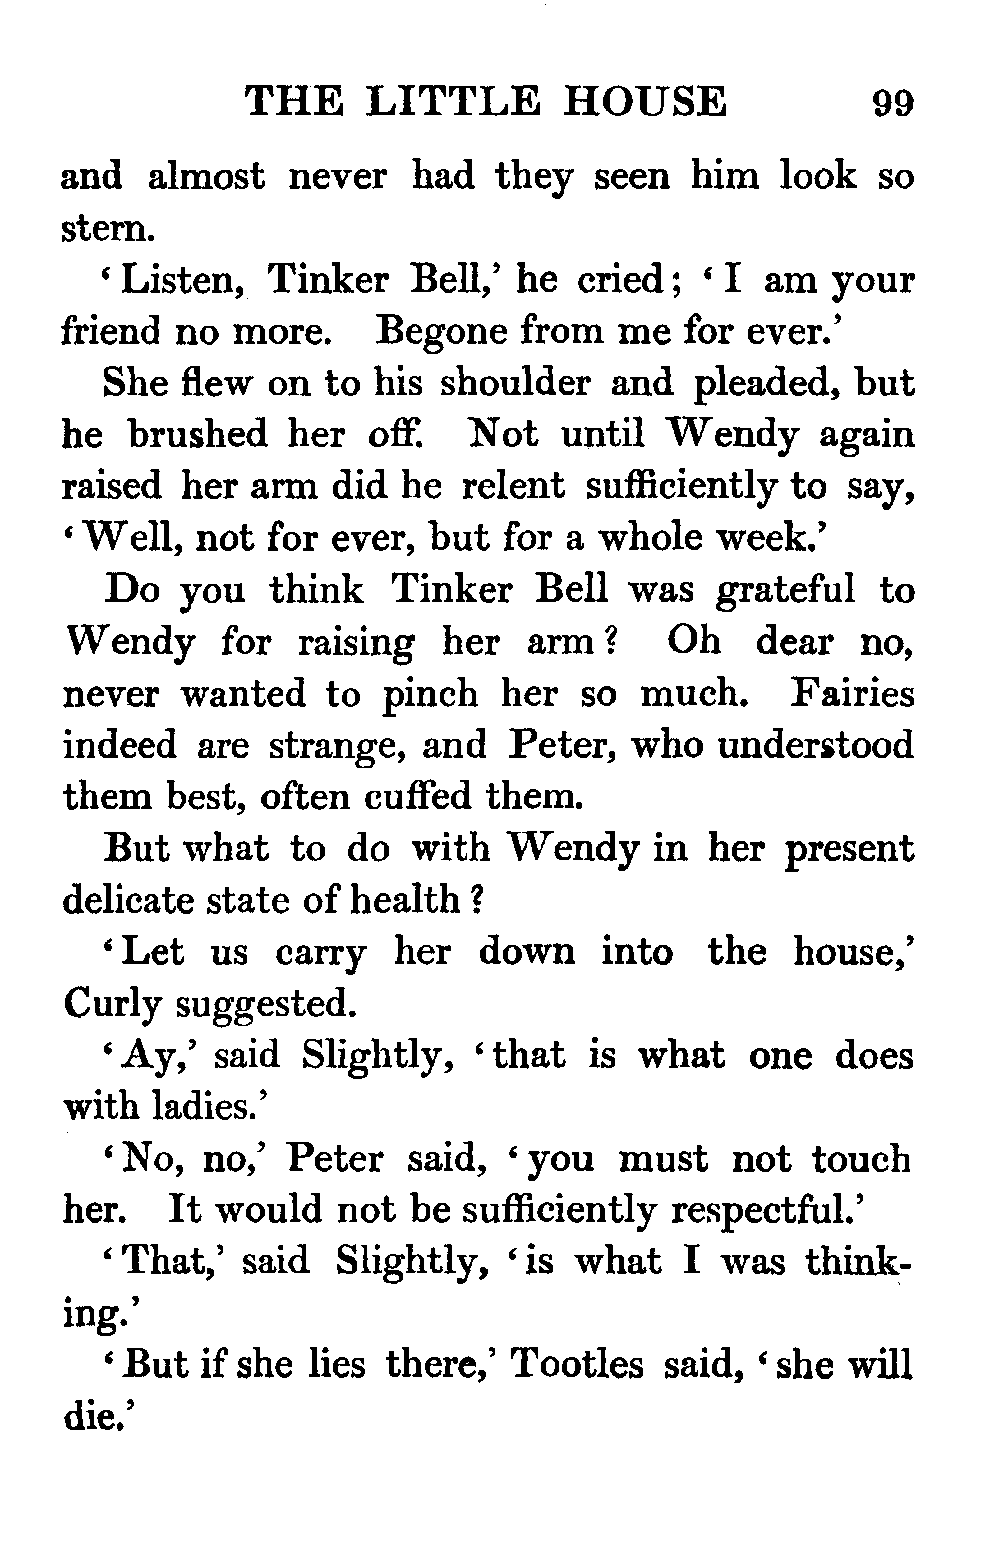 THE LITTLE HOUSE 99
and almost never had they seen him look so
stern.
‘Listen, Tinker Bell,’ he cried; ‘I am your
friend no more. Begone from me for ever.’
She flew on to his shoulder and pleaded, but
he brushed her off. Not until Wendy again
raised her arm did he relent sufficiently to say,
‘Well, not for ever, but for a whole week.’
Do you think Tinker Bell was grateful to
Wendy for raising her arm? Oh dear no,
never wanted to pinch her so much. Fairies
indeed are strange, and Peter, who understood
them best, often cuffed them.
But what to do with Wendy in her present
delicate state of health?
‘Let us carry her down into the house,’
Curly suggested.
‘Ay,’ said Slightly, ‘that is what one does
with ladies.’
‘No, no,’ Peter said, ‘you must not touch
her. It would not be sufficiently respectful.’
‘That,’ said Slightly, ‘is what I was think-
ing.’
‘But if she lies there,’ Tootles said, ‘she will
die.’